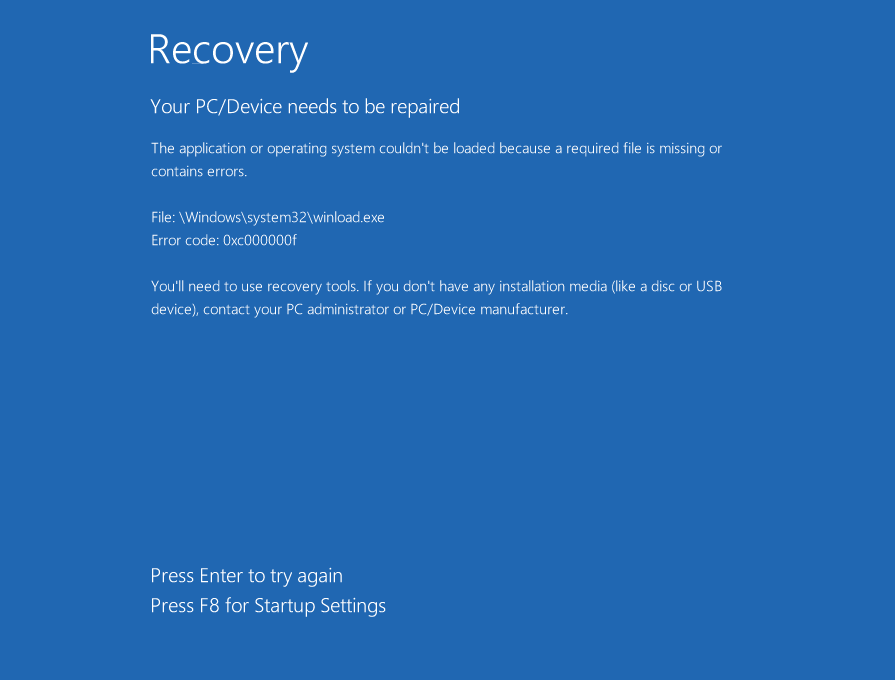 Recovery
Your PC/Device needs to be repaired
The application or operating system couldn't be loaded because a required file is missing or
contains errors.
File: \Windows\system32\winload.exe
Error code: 0xc000000f
You'll need to use recovery tools. If you don't have any installation media (like a disc or USB
device), contact your PC administrator or PC/Device manufacturer.
Press Enter to try again
Press F8 for Startup Settings